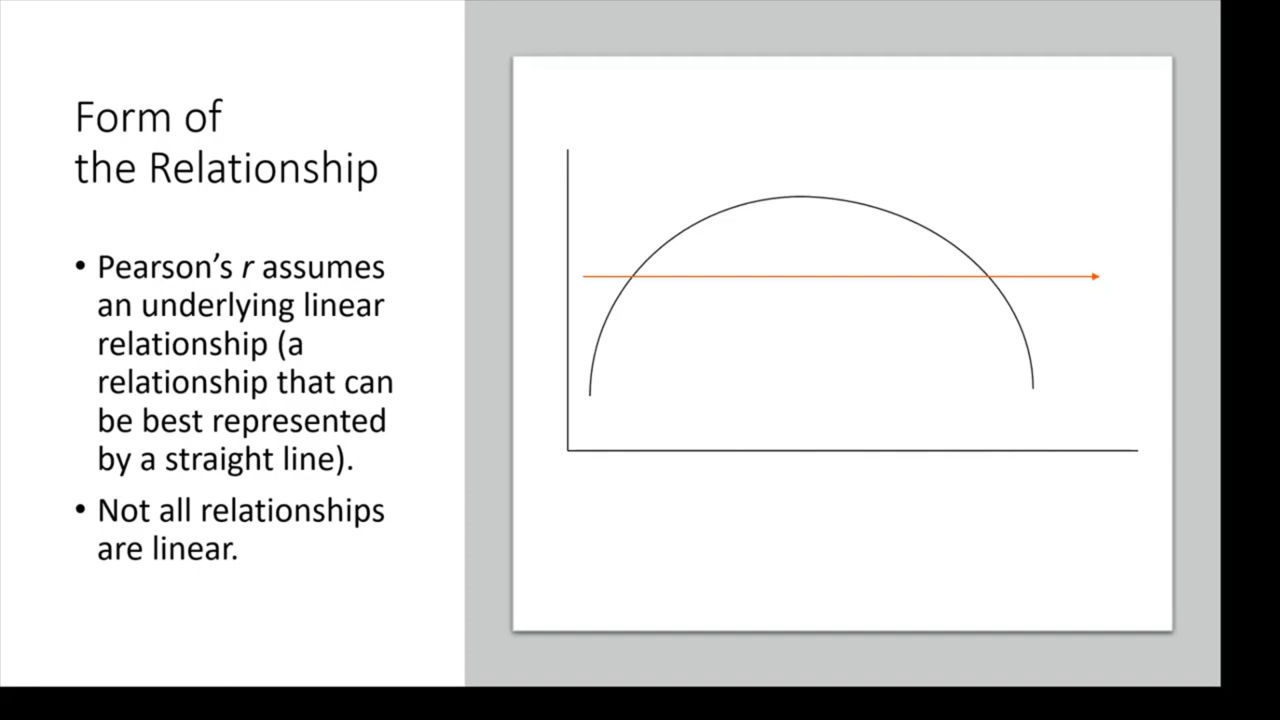 Form of
the Relationship
• Pearson’s r assumes
an underlying linear
relationship (a
relationship that can
be best represented
by a straight line).
• Not all relationships
are linear.